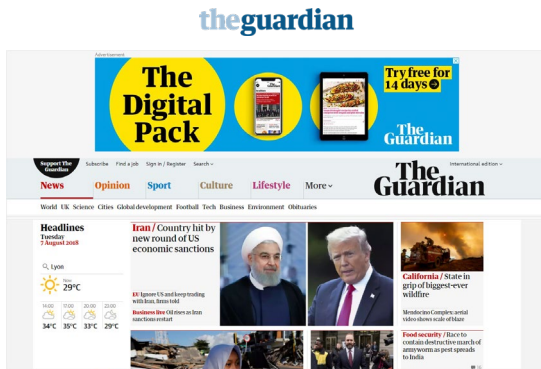 theguardian
Advertisement
The
Digital
Pack
Try free for
14 days
The
Guardian
Support The
Guardian
Subscribe Find a job Sign in / Register Search
International edition
The
Guardian
News Opinion Sport Culture Lifestyle More
World UK Science Cities Global development Football Tech Business Environment Obituaries
Headlines
Tuesday
7 August 2018
Lyon
Now
29°C
14:00 17:00 20:00 23:00
34°C 35°C 33°C 29°C
Iran / Country hit by
new round of US
economic sanctions
EU Ignore US and keep trading
with Iran, firms told
Business live Oil rises as Iran
sanctions restart
California / State in
grip of biggest-ever
wildfire
Mendocino Complex: aerial
video shows scale of blaze
Food security / Race to
contain destructive march of
armyworm as pest spreads
to India